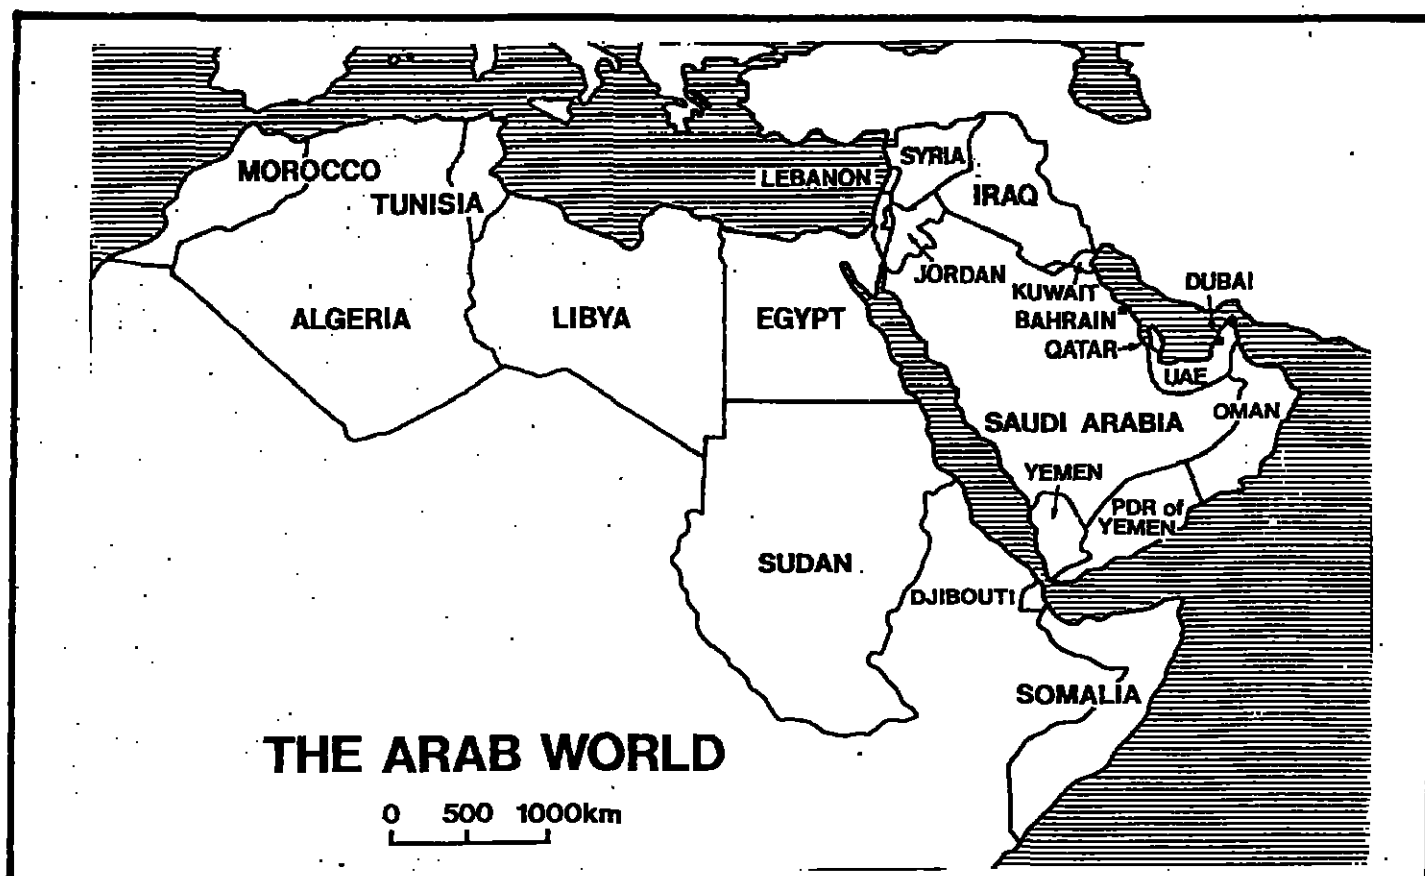 MOROCCO
TUNISIA
ALGERIA
LIBYA
EGYPT
LEBANON
SYRIA
IRAQ
JORDAN
KUWAIT
BAHRAIN
QATAR
DUBAI
UAE
OMAN
SAUDI ARABIA
YEMEN
PDR of
YEMEN
SUDAN
DJIBOUTI
SOMALIA
THE ARAB WORLD
0 500 1000km